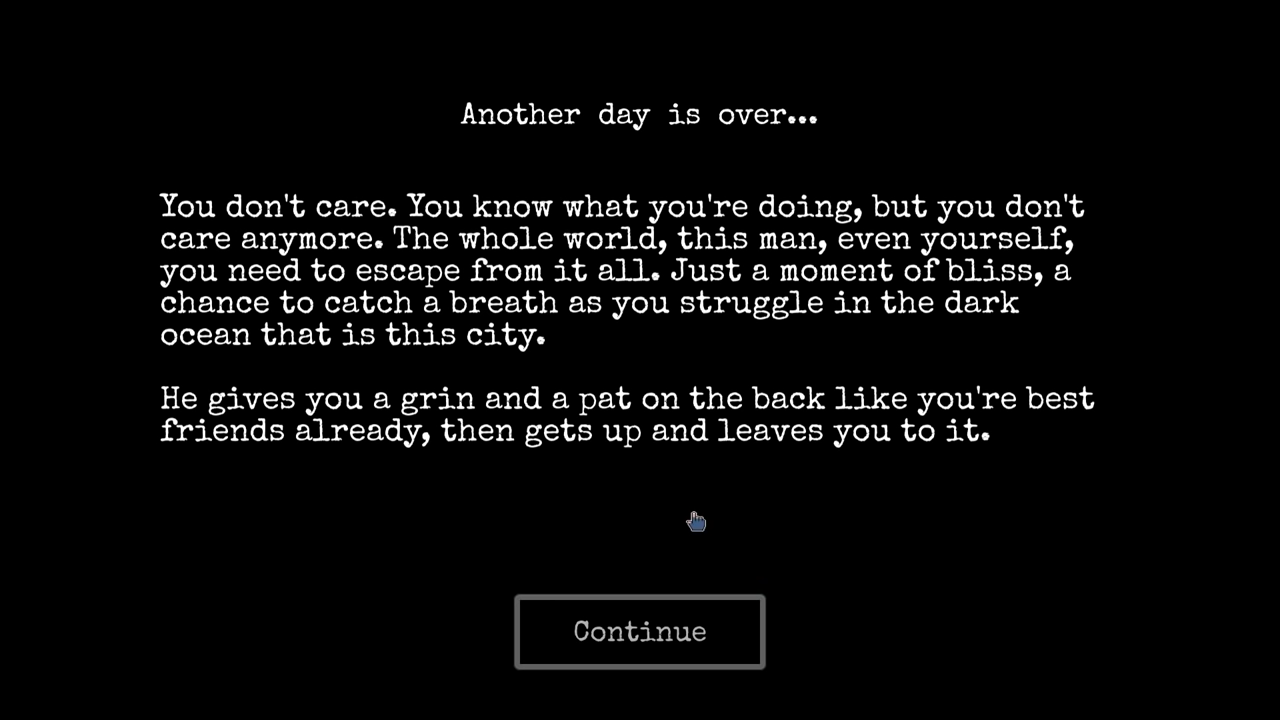 Another day is over...
You don't care. You know what you're doing, but you don't
care anymore. The whole world, this man, even yourself,
you need to escape from it all. Just a moment of bliss, a
chance to catch a breath as you struggle in the dark
ocean that is this city.
He gives you a grin and a pat on the back like you're best
friends already, then gets up and leaves you to it.
Continue